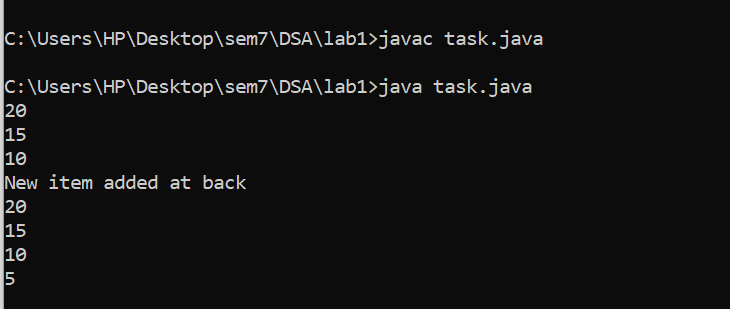 C:\Users\HP\Desktop\sem7\DSA\lab1>javac task.java
C:\Users\HP\Desktop\sem7\DSA\lab1>java task.java
20
15
10
New item added at back
20
15
10
5